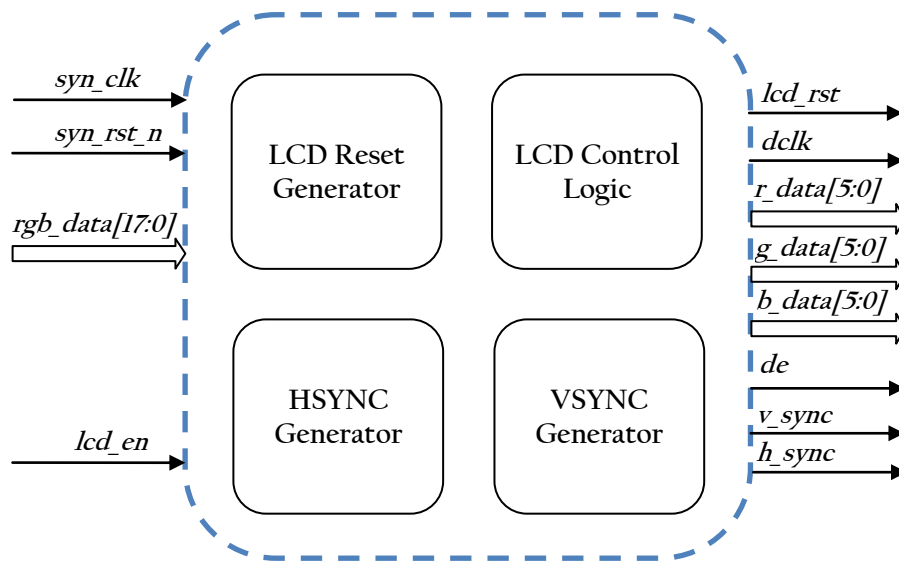 syn_clk
syn_rst_n
rgb_data[17:0]
lcd_en
LCD Reset
Generator
LCD Control
Logic
HSYNC
Generator
VSYNC
Generator
lcd_rst
dclk
r_data[5:0]
g_data[5:0]
b_data[5:0]
de
v_sync
h_sync